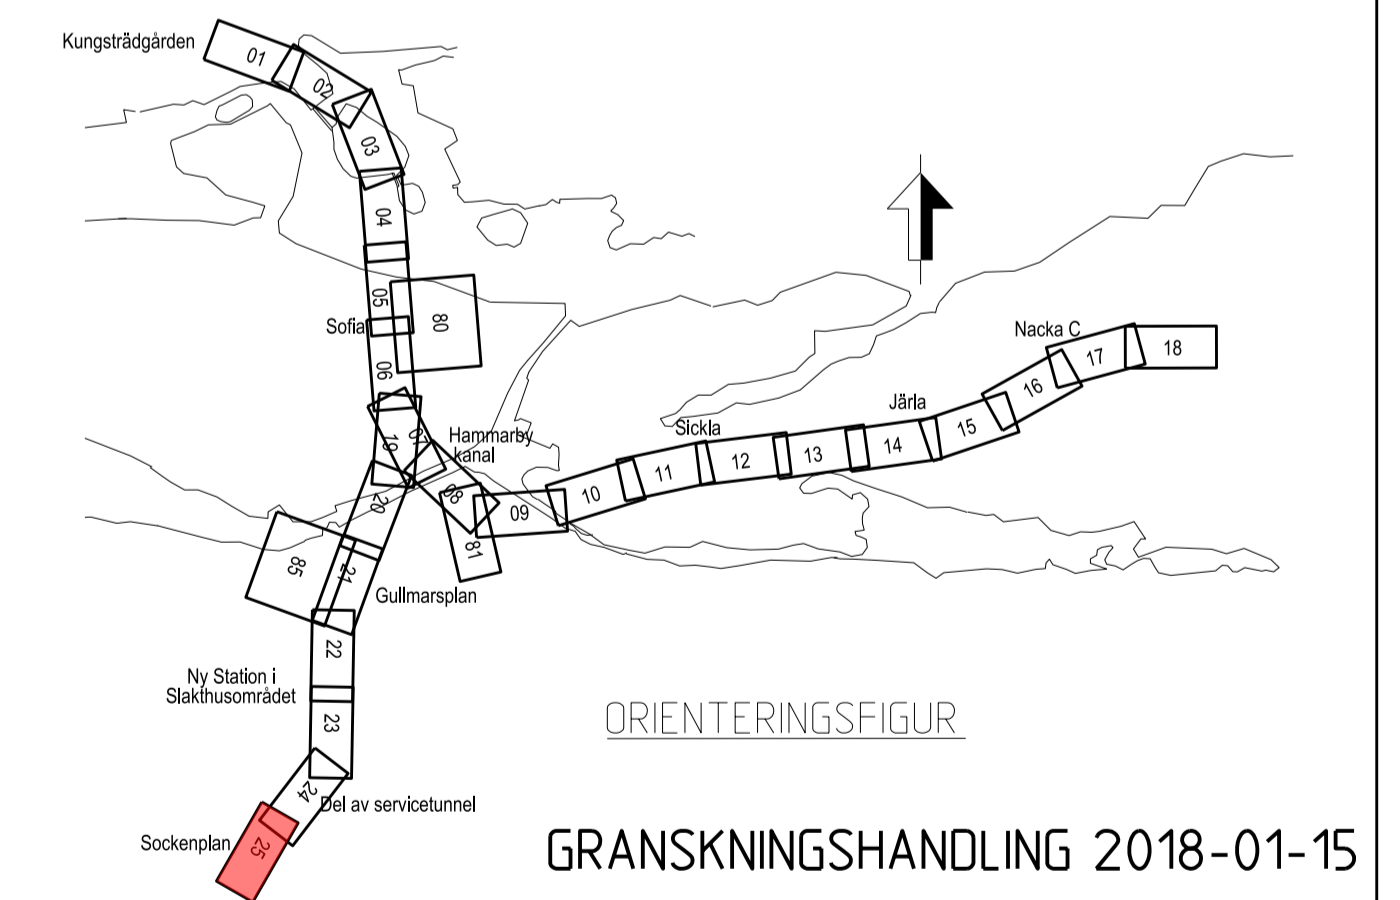 Kungsträdgården
01
02
03
04
05
Sofia
80
06
Nacka C
17
18
16
Järla
15
14
13
12
Sickla
11
10
09
Hammarby
kanal
07
19
08
81
20
85
21
Gullmarsplan
22
Ny Station i
Slakthusområdet
23
24
Del av servicetunnel
Sockenplan
25
ORIENTERINGSFIGUR
GRANSKNINGSHANDLING 2018-01-15